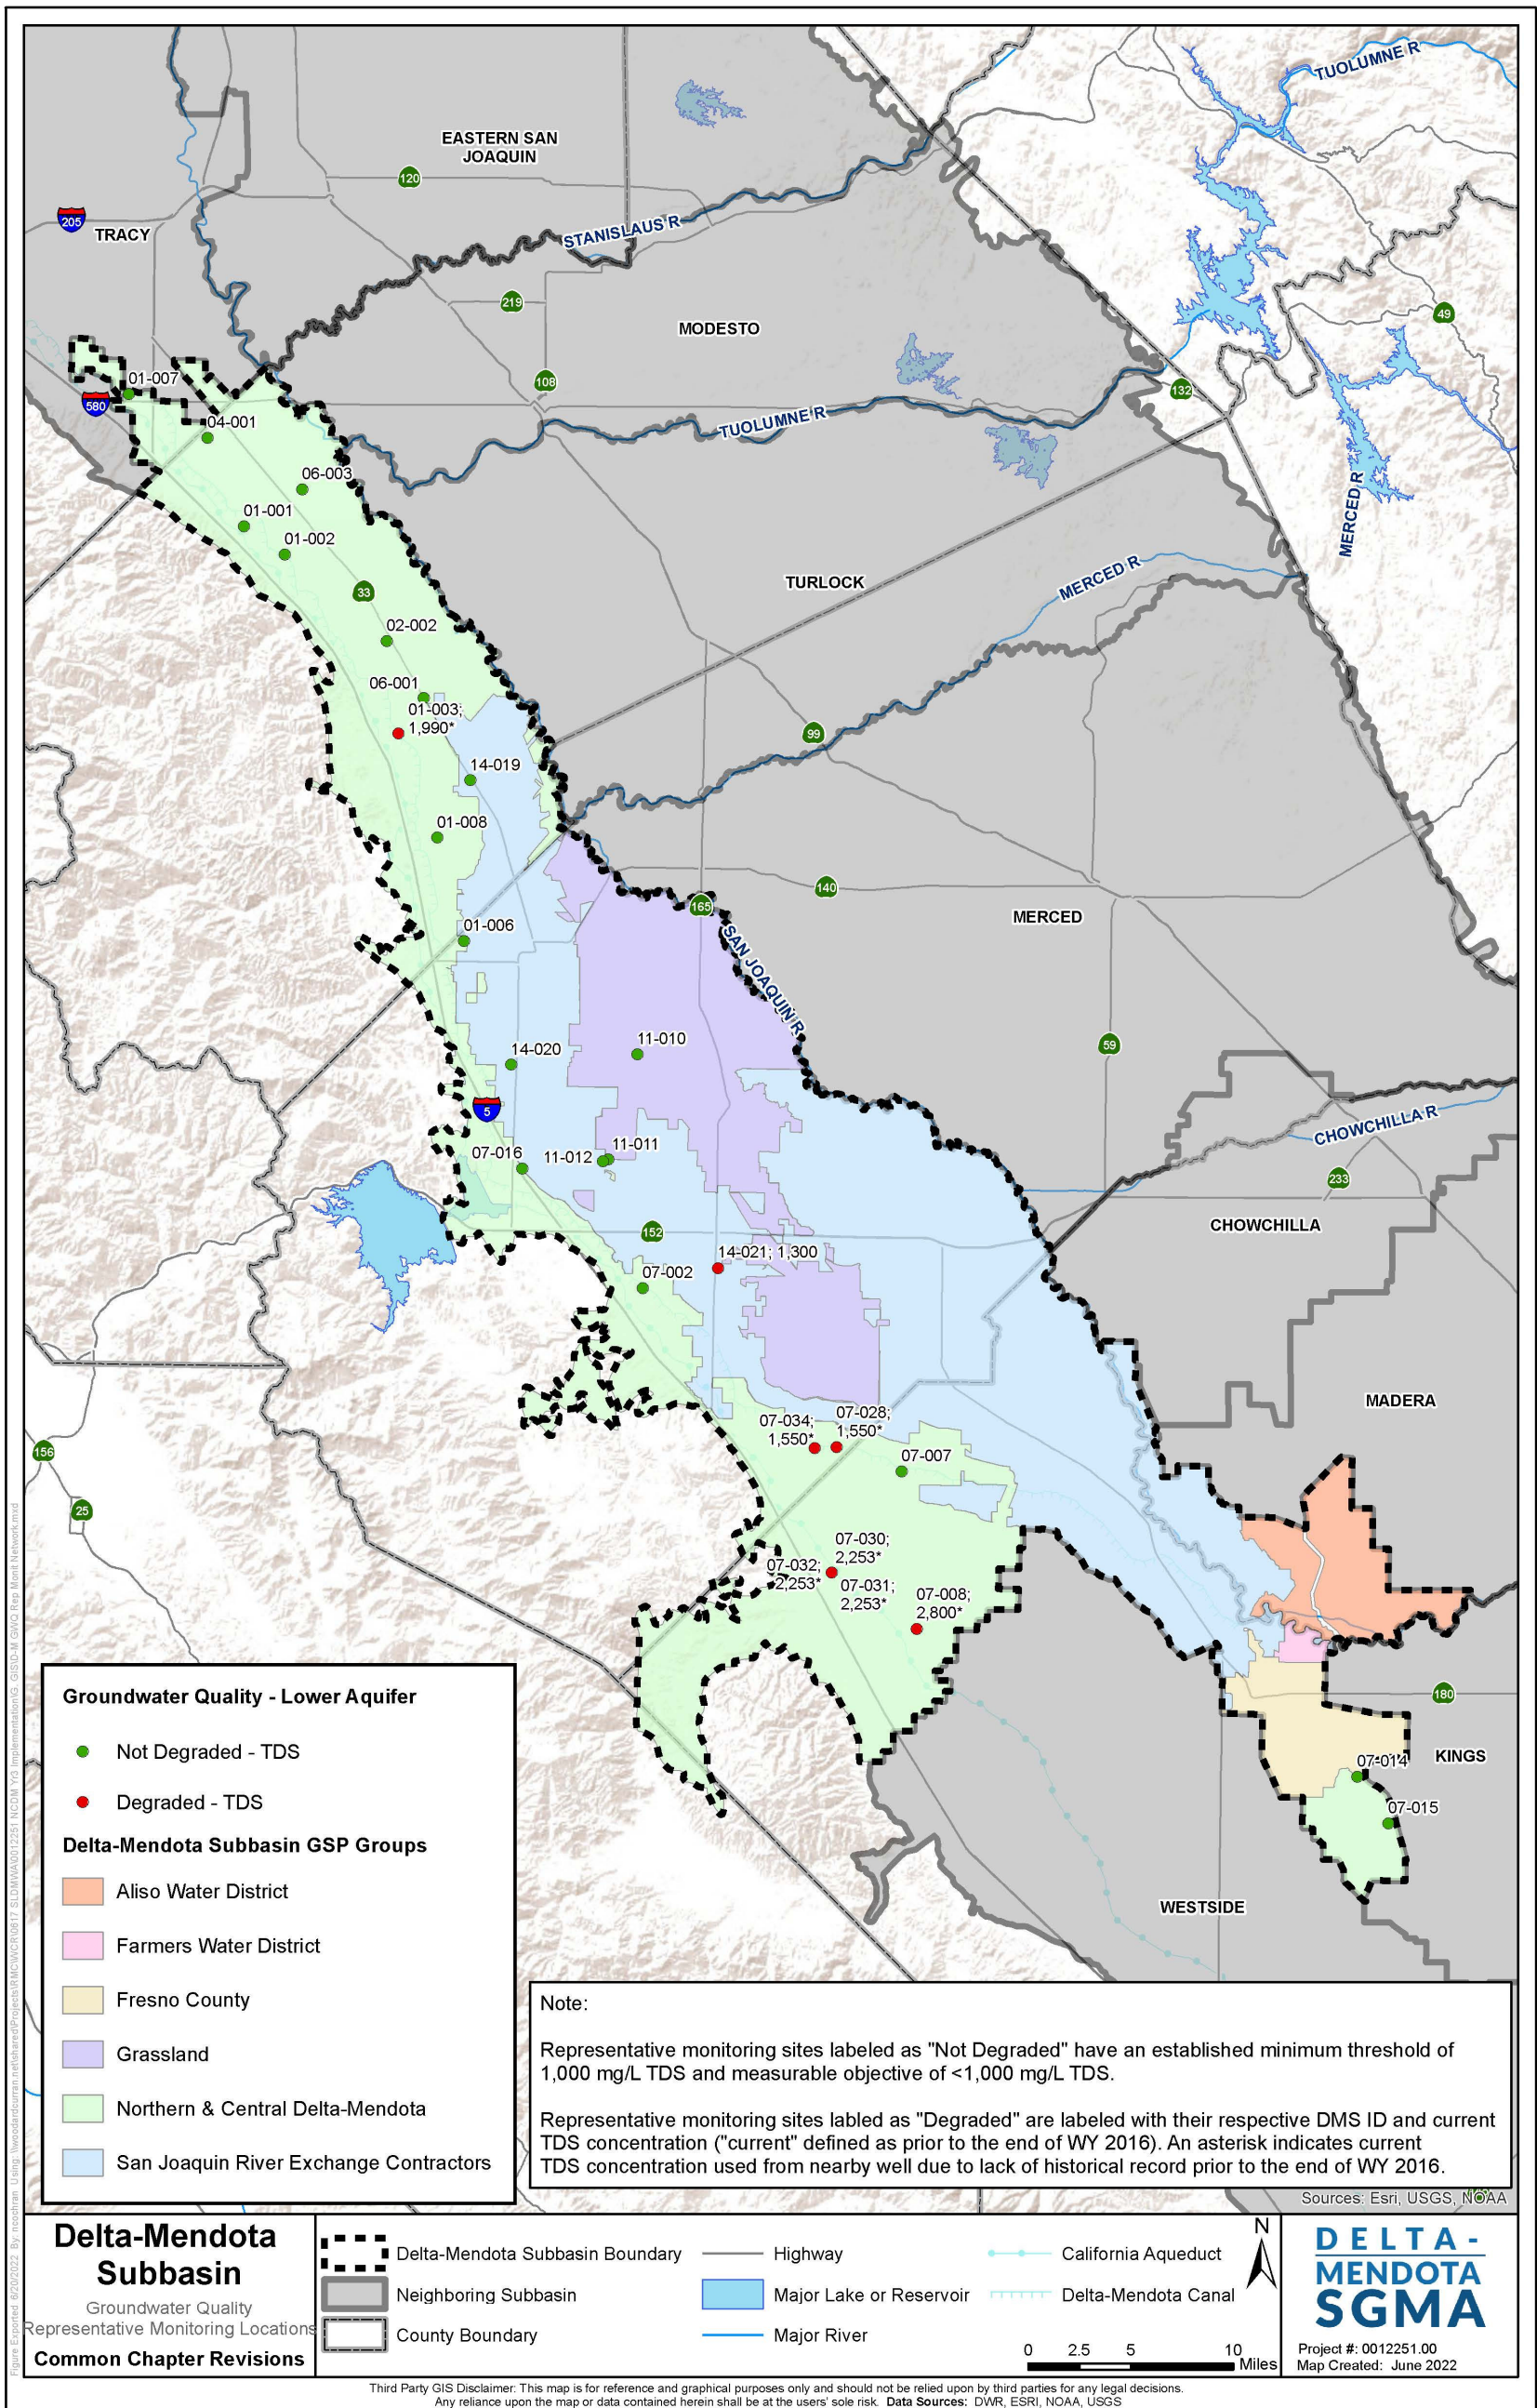 TUOLUMNE R
EASTERN SAN
JOAQUIN
120
205
TRACY
STANISLAUS R
219
MODESTO
49
108
132
01-007
580
04-001
TUOLUMNE R
06-003
MERCED R
01-001
01-002
33
TURLOCK
MERCED R
02-002
06-001
01-003;
1,990*
99
14-019
01-008
140
165
MERCED
01-006
SAN JOAQUIN R
11-010
14-020
59
5
CHOWCHILLA R
11-011
07-016
11-012
233
CHOWCHILLA
152
14-021; 1,300
07-002
MADERA
07-034;
1,550*
07-028;
1,550*
156
07-007
25
07-030;
2,253*
07-032;
2,253*
07-031;
2,253*
07-008;
2,800*
180
KINGS
07-014
07-015
WESTSIDE
Groundwater Quality - Lower Aquifer
Not Degraded - TDS
Degraded - TDS
Delta-Mendota Subbasin GSP Groups
Aliso Water District
Farmers Water District
Fresno County
Grassland
Northern & Central Delta-Mendota
San Joaquin River Exchange Contractors
Note:
Representative monitoring sites labeled as "Not Degraded" have an established minimum threshold of
1,000 mg/L TDS and measurable objective of <1,000 mg/L TDS.
Representative monitoring sites labled as "Degraded" are labeled with their respective DMS ID and current
TDS concentration ("current" defined as prior to the end of WY 2016). An asterisk indicates current
TDS concentration used from nearby well due to lack of historical record prior to the end of WY 2016.
Sources: Esri, USGS, NOAA
Delta-Mendota
Subbasin
Groundwater Quality
Representative Monitoring Locations
Common Chapter Revisions
Delta-Mendota Subbasin Boundary
Neighboring Subbasin
County Boundary
Highway
Major Lake or Reservoir
Major River
California Aqueduct
Delta-Mendota Canal
N
0 2.5 5 10
Miles
DELTA-
MENDOTA
SGMA
Project #: 0012251.00
Map Created: June 2022
Third Party GIS Disclaimer: This map is for reference and graphical purposes only and should not be relied upon by third parties for any legal decisions.
Any reliance upon the map or data contained herein shall be at the users' sole risk. Data Sources: DWR, ESRI, NOAA, USGS
Figure Exported: 6/20/2022 By: ncochran